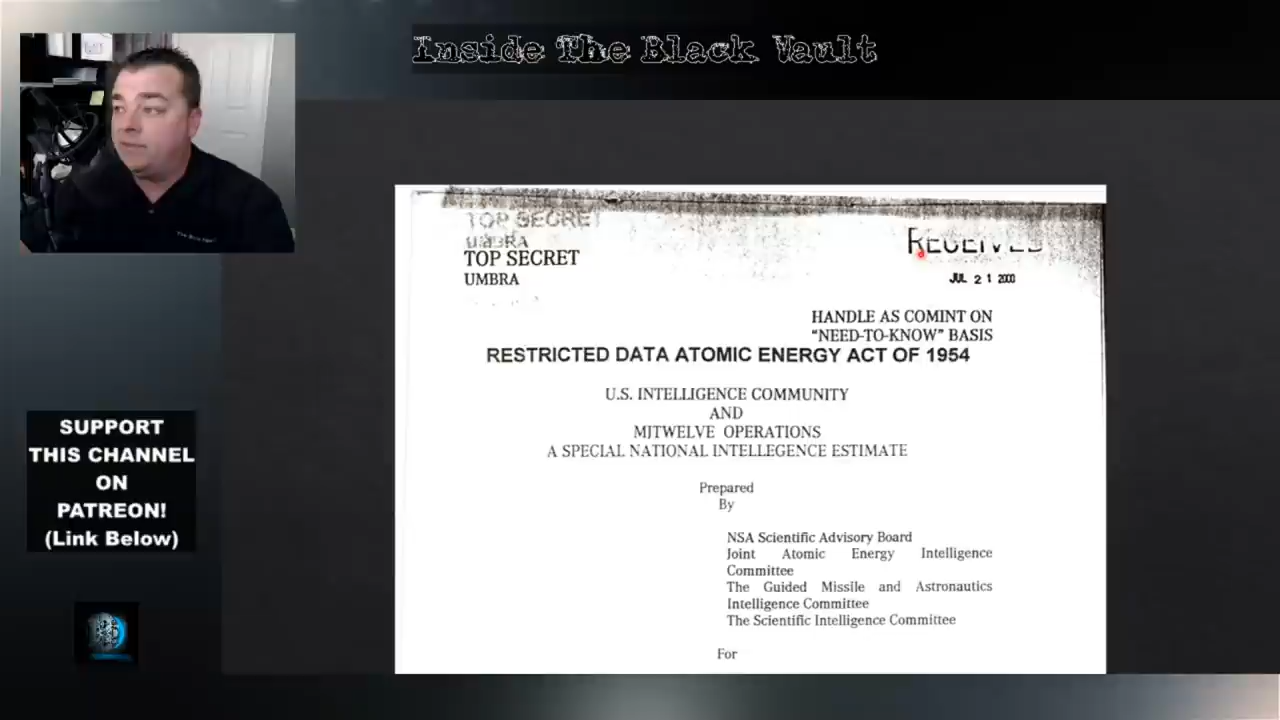 Inside The Black Vault
TOP SECRET
UMBRA
TOP SECRET
UMBRA
RECEIVED
JUL 21 2000
HANDLE AS COMINT ON
"NEED-TO-KNOW" BASIS
RESTRICTED DATA ATOMIC ENERGY ACT OF 1954
U.S. INTELLIGENCE COMMUNITY
AND
MJTWELVE OPERATIONS
A SPECIAL NATIONAL INTELLEGENCE ESTIMATE
Prepared
By
NSA Scientific Advisory Board
Joint Atomic Energy Intelligence
Committee
The Guided Missile and Astronautics
Intelligence Committee
The Scientific Intelligence Committee
For
SUPPORT
THIS CHANNEL
ON
PATREON!
(Link Below)